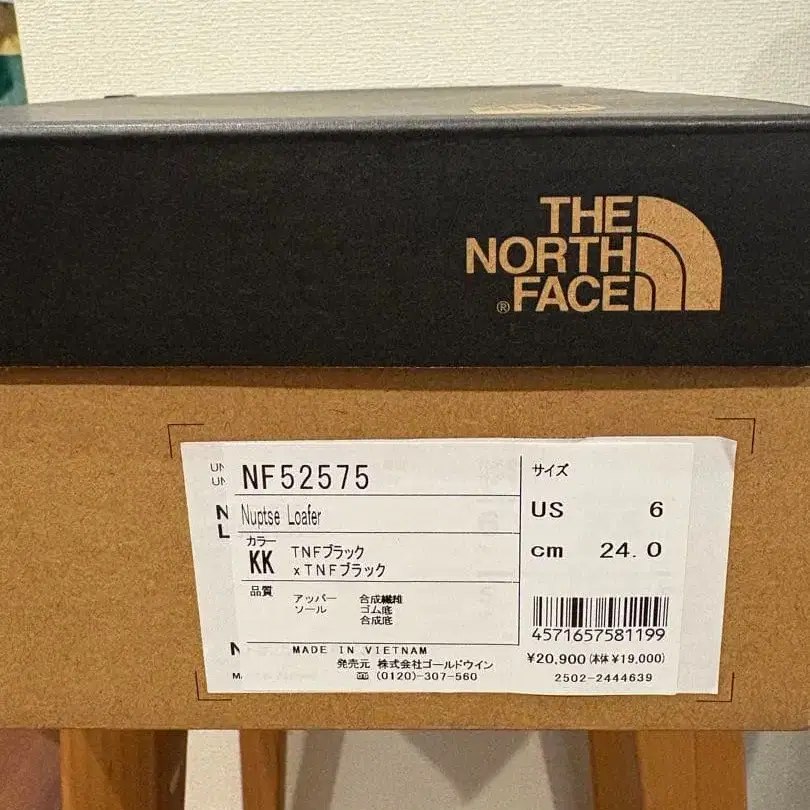 THE
NORTH
® FACE
UN
UN
NF52575
サイズ
Nuptse Loafer
US 6
カラー
KK TNFブラック
×TNFブラック
cm 24.0
品質
アッパー 合成繊維
ソール ゴム底
合成底
4571657581199
MADE IN VIETNAM
¥20,900(本体¥19,000)
発売元 株式会社ゴールドウイン
(0120)-307-560
2502-2444639